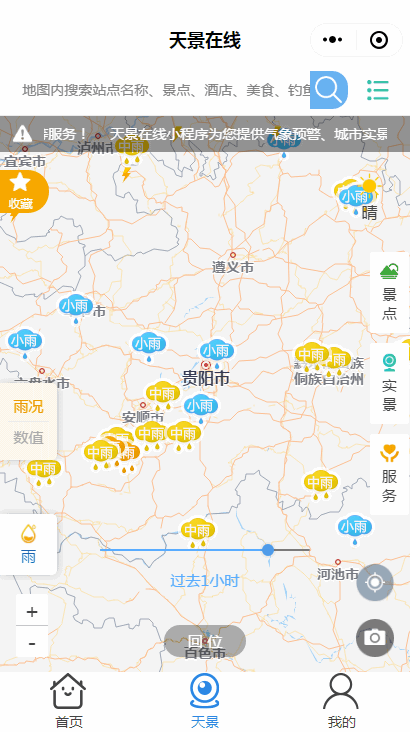 天景在线
地图内搜索站点名称、景点、酒店、美食、钓鱼
服务！ 天景在线小程序为您提供气象预警、城市实景
泸州市
中雨
小雨
宜宾市
收藏
小雨
晴
遵义市
景点
小雨
市
小雨
小雨
小雨
中雨
中雨
侗族自治州
实景
六盘水市
贵阳市
中雨
雨况
数值
小雨
安顺市
中雨
中雨
中雨
雨
中雨
服务
中雨
雨
中雨
小雨
过去1小时
河池市
+
-
回 位
百色市
首页
天景
我的